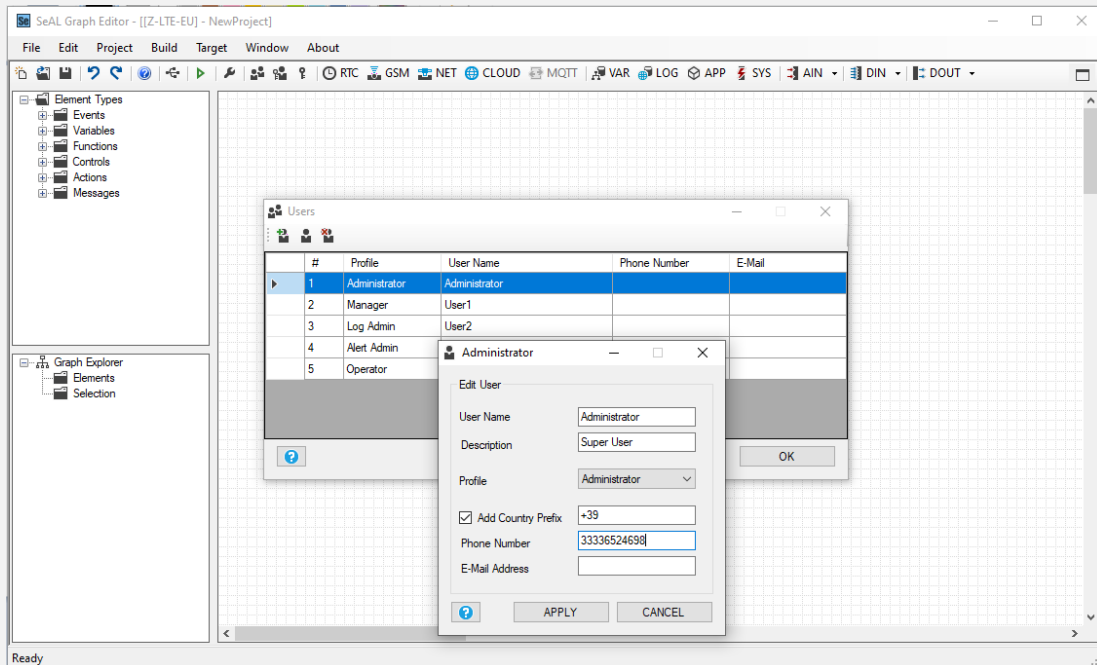 Se SeAL Graph Editor - [[Z-LTE-EU] - NewProject]
File Edit Project Build Target Window About
RTC GSM NET CLOUD MQTT VAR LOG APP SYS AIN DIN DOUT
Element Types
Events
Variables
Functions
Controls
Actions
Messages
Graph Explorer
Elements
Selection
Users
# Profile User Name Phone Number E-Mail
1 Administrator Administrator
2 Manager User1
3 Log Admin User2
4 Alert Admin
5 Operator
OK
Administrator
Edit User
User Name Administrator
Description Super User
Profile Administrator
Add Country Prefix +39
Phone Number 33336524698
E-Mail Address
APPLY CANCEL
Ready